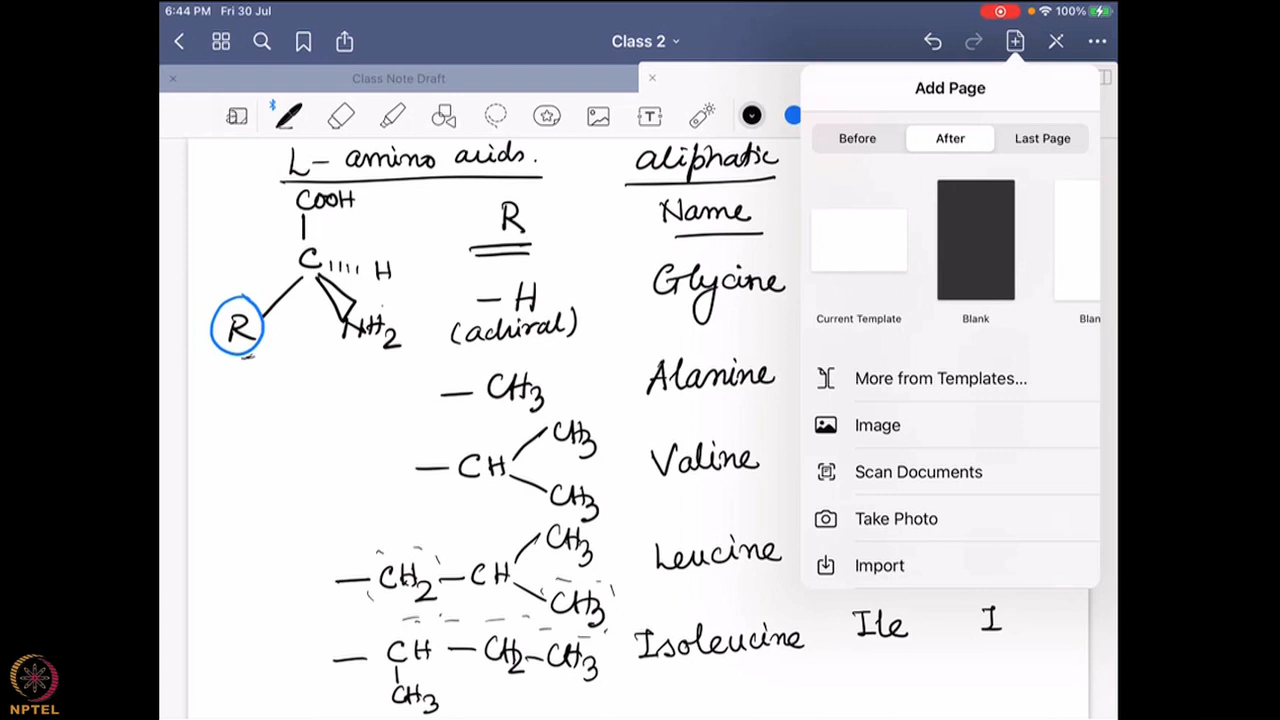 6:44 PM Fri 30 Jul
100%
Class 2
Class Note Draft
Add Page
Before After Last Page
Current Template Blank Blan
More from Templates...
Image
Scan Documents
Take Photo
Import
L- amino acids. aliphatic
COOH R Name
C H
R NH2
- H Glycine
(achiral)
- CH3 Alanine
- CH CH3 CH3 Valine
- CH2 - CH CH3 CH3 Leucine
- CH - CH2 - CH3 Isoleucine Ile I
CH3
T
NPTEL